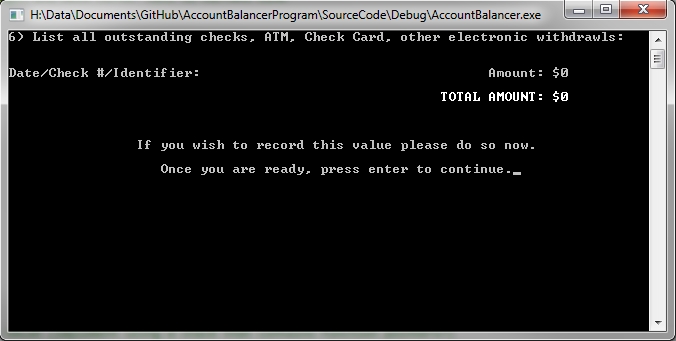 H:\Data\Documents\GitHub\AccountBalancerProgram\SourceCode\Debug\AccountBalancer.exe
6) List all outstanding checks, ATM, Check Card, other electronic withdrawls:
Date/Check #/Identifier: Amount: $0
TOTAL AMOUNT: $0
If you wish to record this value please do so now.
Once you are ready, press enter to continue._